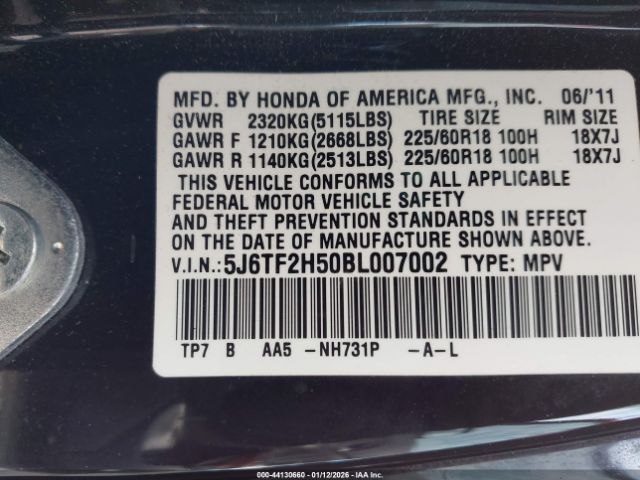 MFD. BY HONDA OF AMERICA MFG., INC. 06/'11
GVWR 2320KG(5115LBS) TIRE SIZE RIM SIZE
GAWR F 1210KG(2668LBS) 225/60R18 100H 18X7J
GAWR R 1140KG(2513LBS) 225/60R18 100H 18X7J
THIS VEHICLE CONFORMS TO ALL APPLICABLE
FEDERAL MOTOR VEHICLE SAFETY
AND THEFT PREVENTION STANDARDS IN EFFECT
ON THE DATE OF MANUFACTURE SHOWN ABOVE.
V.I.N.:5J6TF2H50BL007002 TYPE: MPV
TP7 B AA5 -NH731P -A-L
000 - 44130660 - 01/12/2026 - IAA Inc.